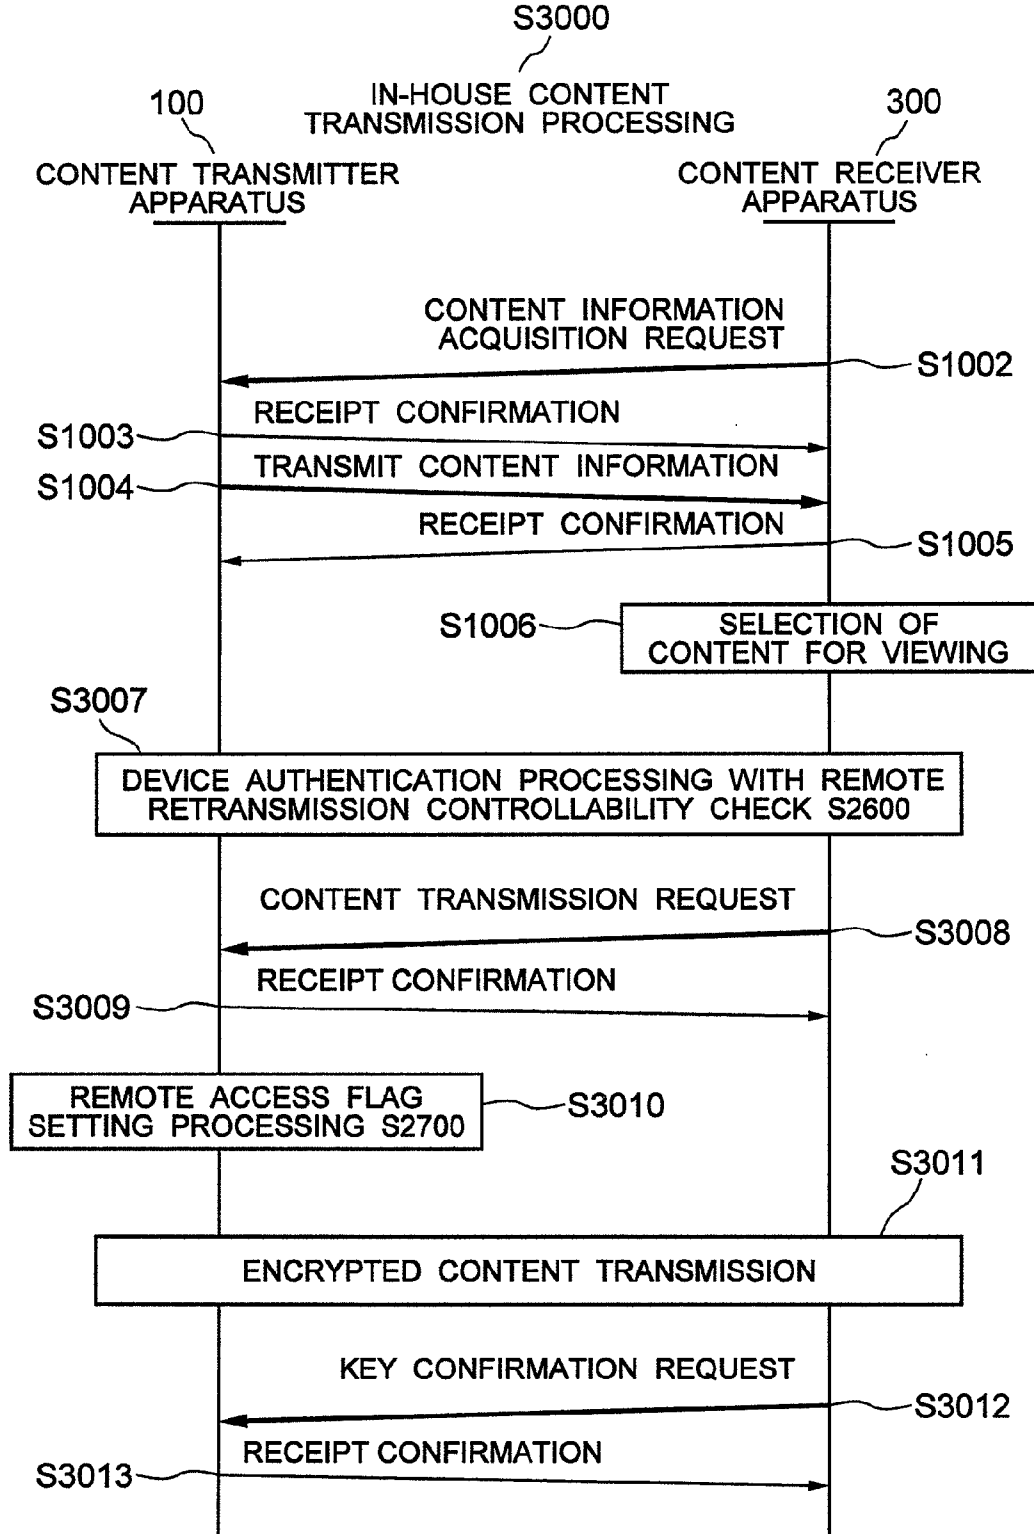 S3000
IN-HOUSE CONTENT
TRANSMISSION PROCESSING
100
300
CONTENT TRANSMITTER
APPARATUS
CONTENT RECEIVER
APPARATUS
CONTENT INFORMATION
ACQUISITION REQUEST
S1002
RECEIPT CONFIRMATION
S1003
TRANSMIT CONTENT INFORMATION
S1004
RECEIPT CONFIRMATION
S1005
S1006
SELECTION OF
CONTENT FOR VIEWING
S3007
DEVICE AUTHENTICATION PROCESSING WITH REMOTE
RETRANSMISSION CONTROLLABILITY CHECK S2600
CONTENT TRANSMISSION REQUEST
S3008
RECEIPT CONFIRMATION
S3009
REMOTE ACCESS FLAG
SETTING PROCESSING S2700
S3010
S3011
ENCRYPTED CONTENT TRANSMISSION
KEY CONFIRMATION REQUEST
S3012
RECEIPT CONFIRMATION
S3013